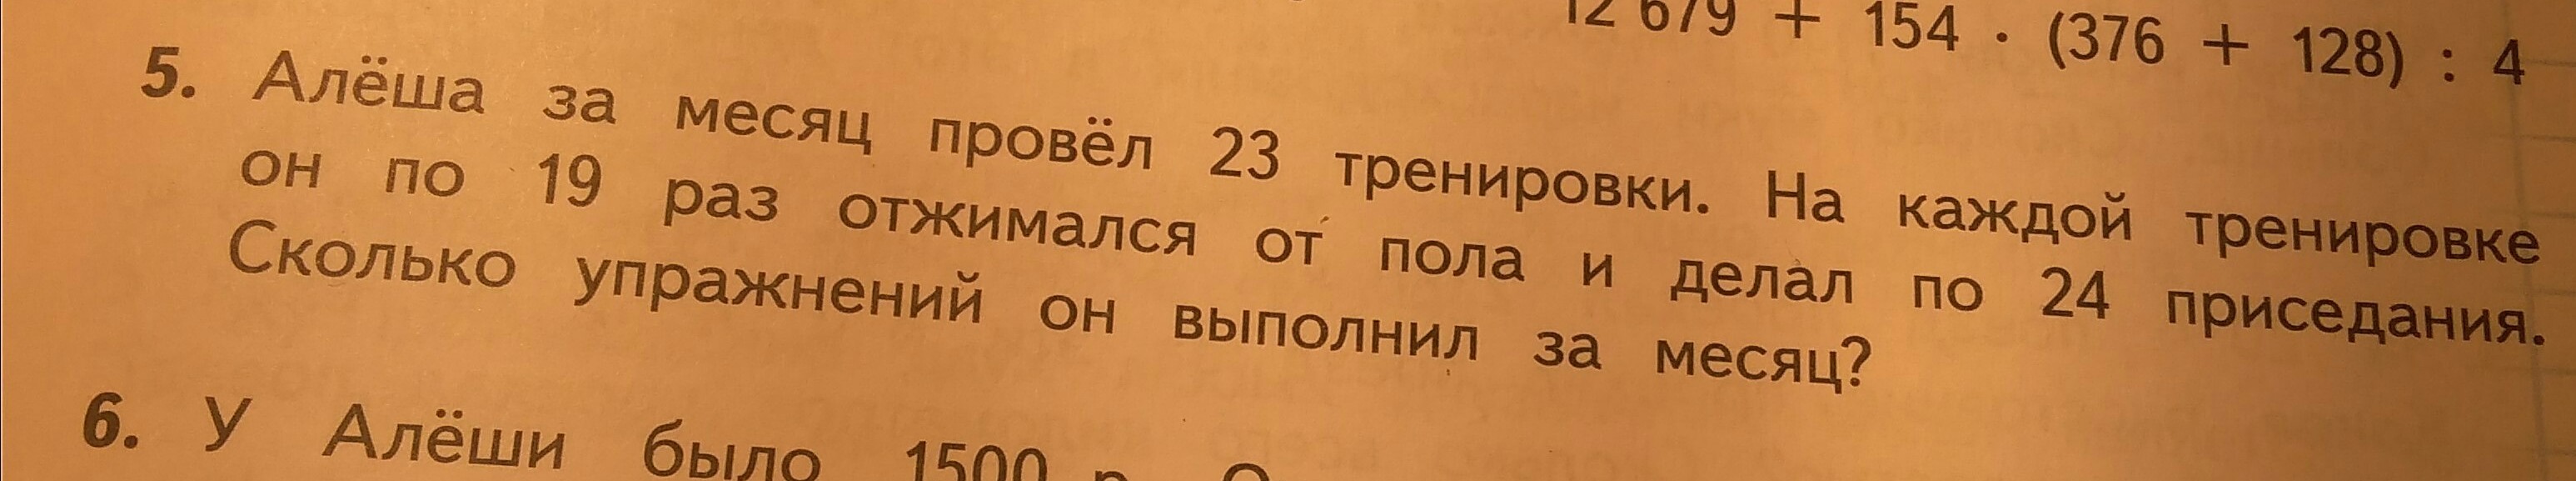 12 679 + 154 · (376 + 128) : 4
5. Алёша за месяц провёл 23 тренировки. На каждой тренировке
он по 19 раз отжимался от пола и делал по 24 приседания.
Сколько упражнений он выполнил за месяц?
6. У Алёши было 1500 р.